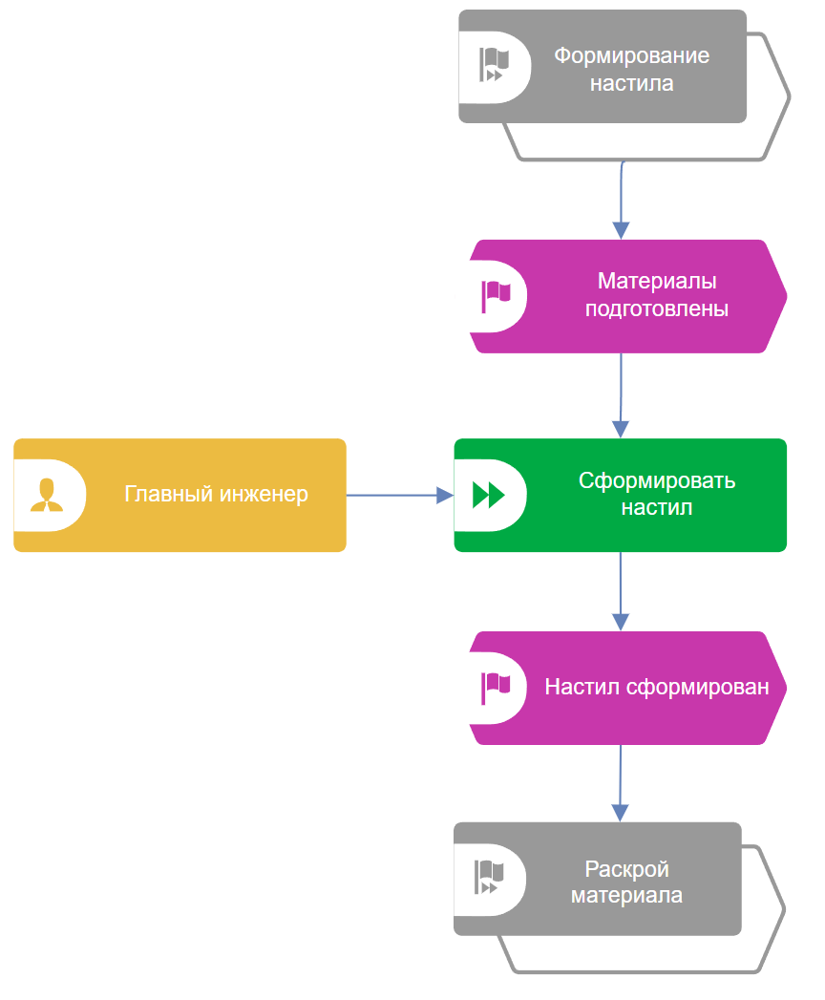 Формирование
настила
Материалы
подготовлены
Главный инженер
Сформировать
настил
Настил сформирован
Раскрой
материала